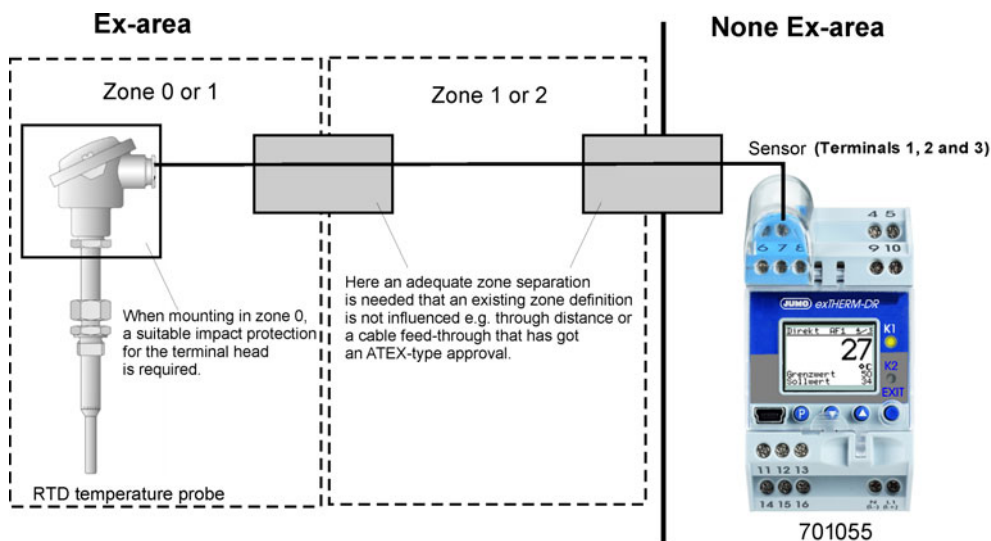 Ex-area
None Ex-area
Zone 0 or 1
Zone 1 or 2
Sensor (Terminals 1, 2 and 3)
When mounting in zone 0,
a suitable impact protection
for the terminal head
is required.
Here an adequate zone separation
is needed that an existing zone definition
is not influenced e.g. through distance or
a cable feed-through that has got
an ATEX-type approval.
RTD temperature probe
4 5
6 7 8
9 10
JUMO exTHERM-DR
Direkt AF1
K1
27
°C
K2
Grenzwert 50
Sollwert 34
EXIT
P
11 12 13
14 15 16
N L1
701055